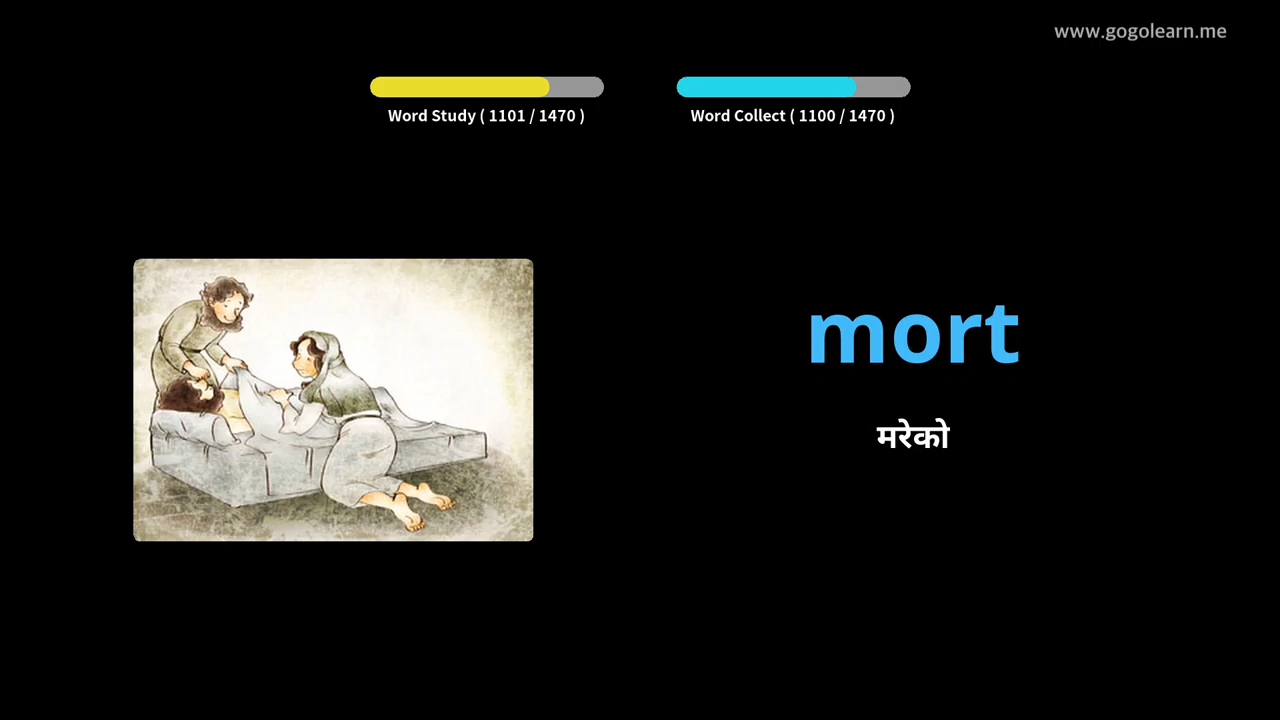 www.gogolearn.me
Word Study ( 1101 / 1470 )
Word Collect ( 1100 / 1470 )
mort
मरेको